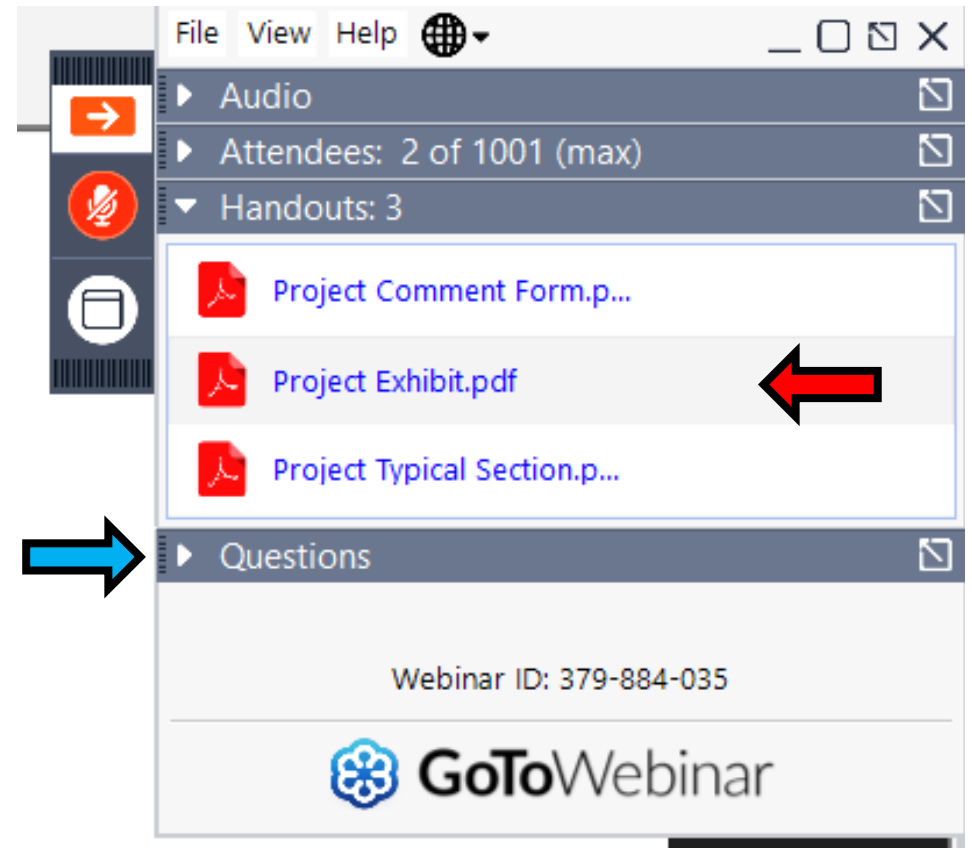 File View Help
Audio
Attendees: 2 of 1001 (max)
Handouts: 3
Project Comment Form.p...
Project Exhibit.pdf
Project Typical Section.p...
Questions
Webinar ID: 379-884-035
GoToWebinar